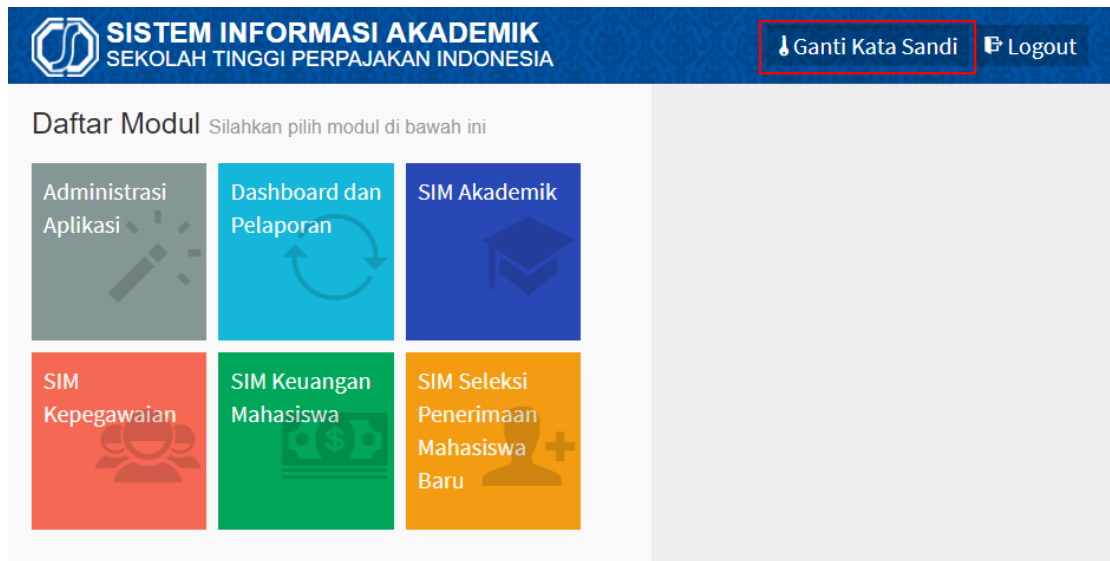 SISTEM INFORMASI AKADEMIK
SEKOLAH TINGGI PERPAJAKAN INDONESIA
Ganti Kata Sandi
Logout
Daftar Modul Silahkan pilih modul di bawah ini
Administrasi
Aplikasi
Dashboard dan
Pelaporan
SIM Akademik
SIM
Kepegawaian
SIM Keuangan
Mahasiswa
SIM Seleksi
Penerimaan
Mahasiswa
Baru